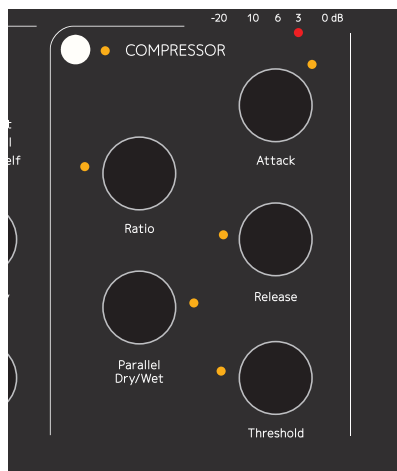 -20 10 6 3 0 dB
COMPRESSOR
Attack
Ratio
Release
Parallel
Dry/Wet
Threshold